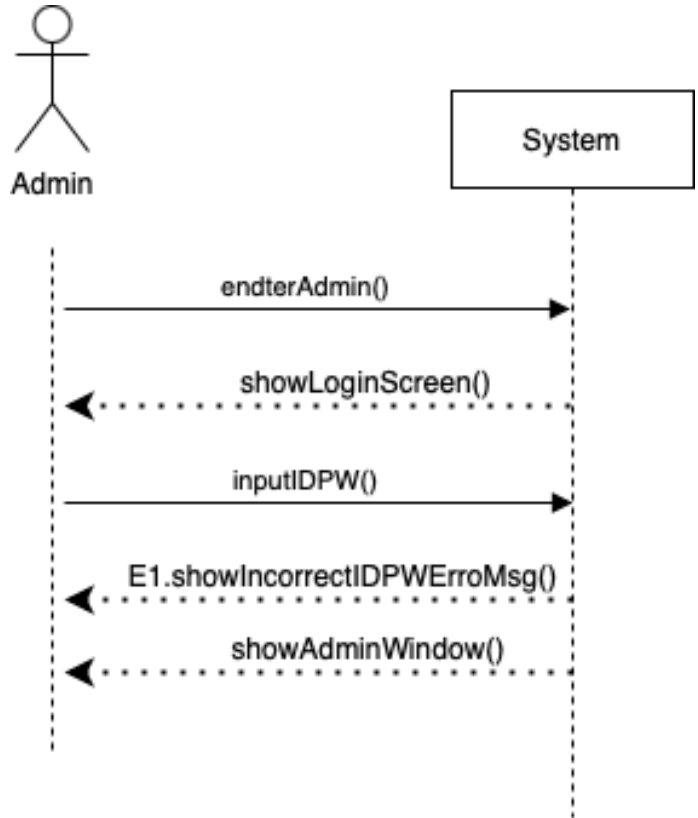 Admin
System
endterAdmin()
showLoginScreen()
inputIDPW()
E1.showIncorrectIDPWErroMsg()
showAdminWindow()